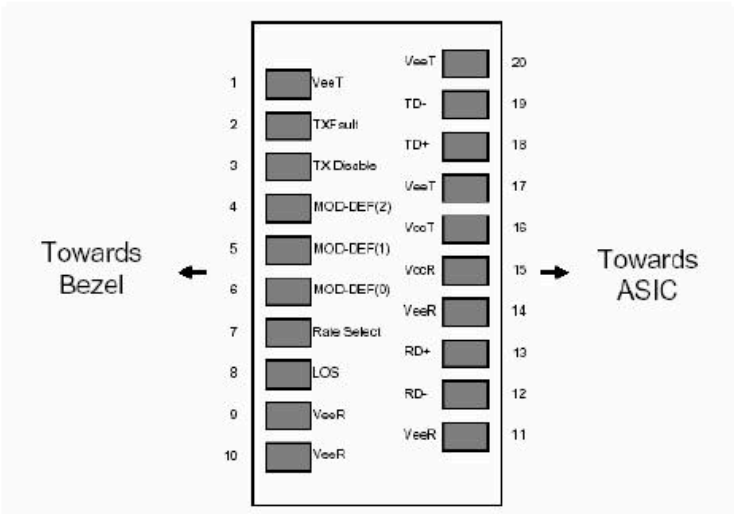 1 VeeT
2 TXFault
3 TX Disable
4 MOD-DEF(2)
5 MOD-DEF(1)
6 MOD-DEF(0)
7 Rate Select
8 LOS
9 VeeR
10 VeeR
Towards
Bezel
VeeT 20
TD- 19
TD+ 18
VeeT 17
VccT 16
VccR 15
VeeR 14
RD+ 13
RD- 12
VeeR 11
Towards
ASIC